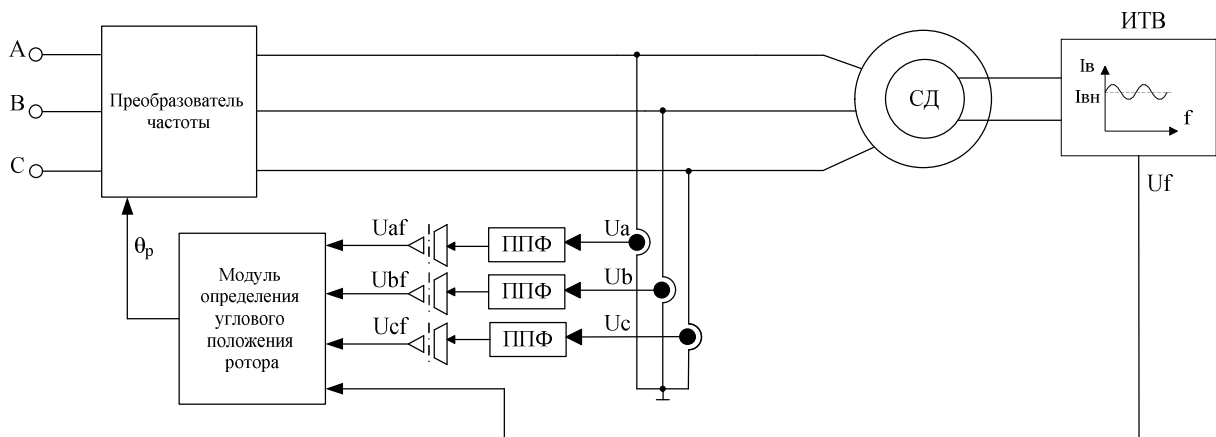 ИТВ
A
B
C
Преобразователь
частоты
СД
Iв
Iвн
f
Uf
θр
Модуль
определения
углового
положения
ротора
Uaf
ППФ
Ua
Ubf
ППФ
Ub
Ucf
ППФ
Uc